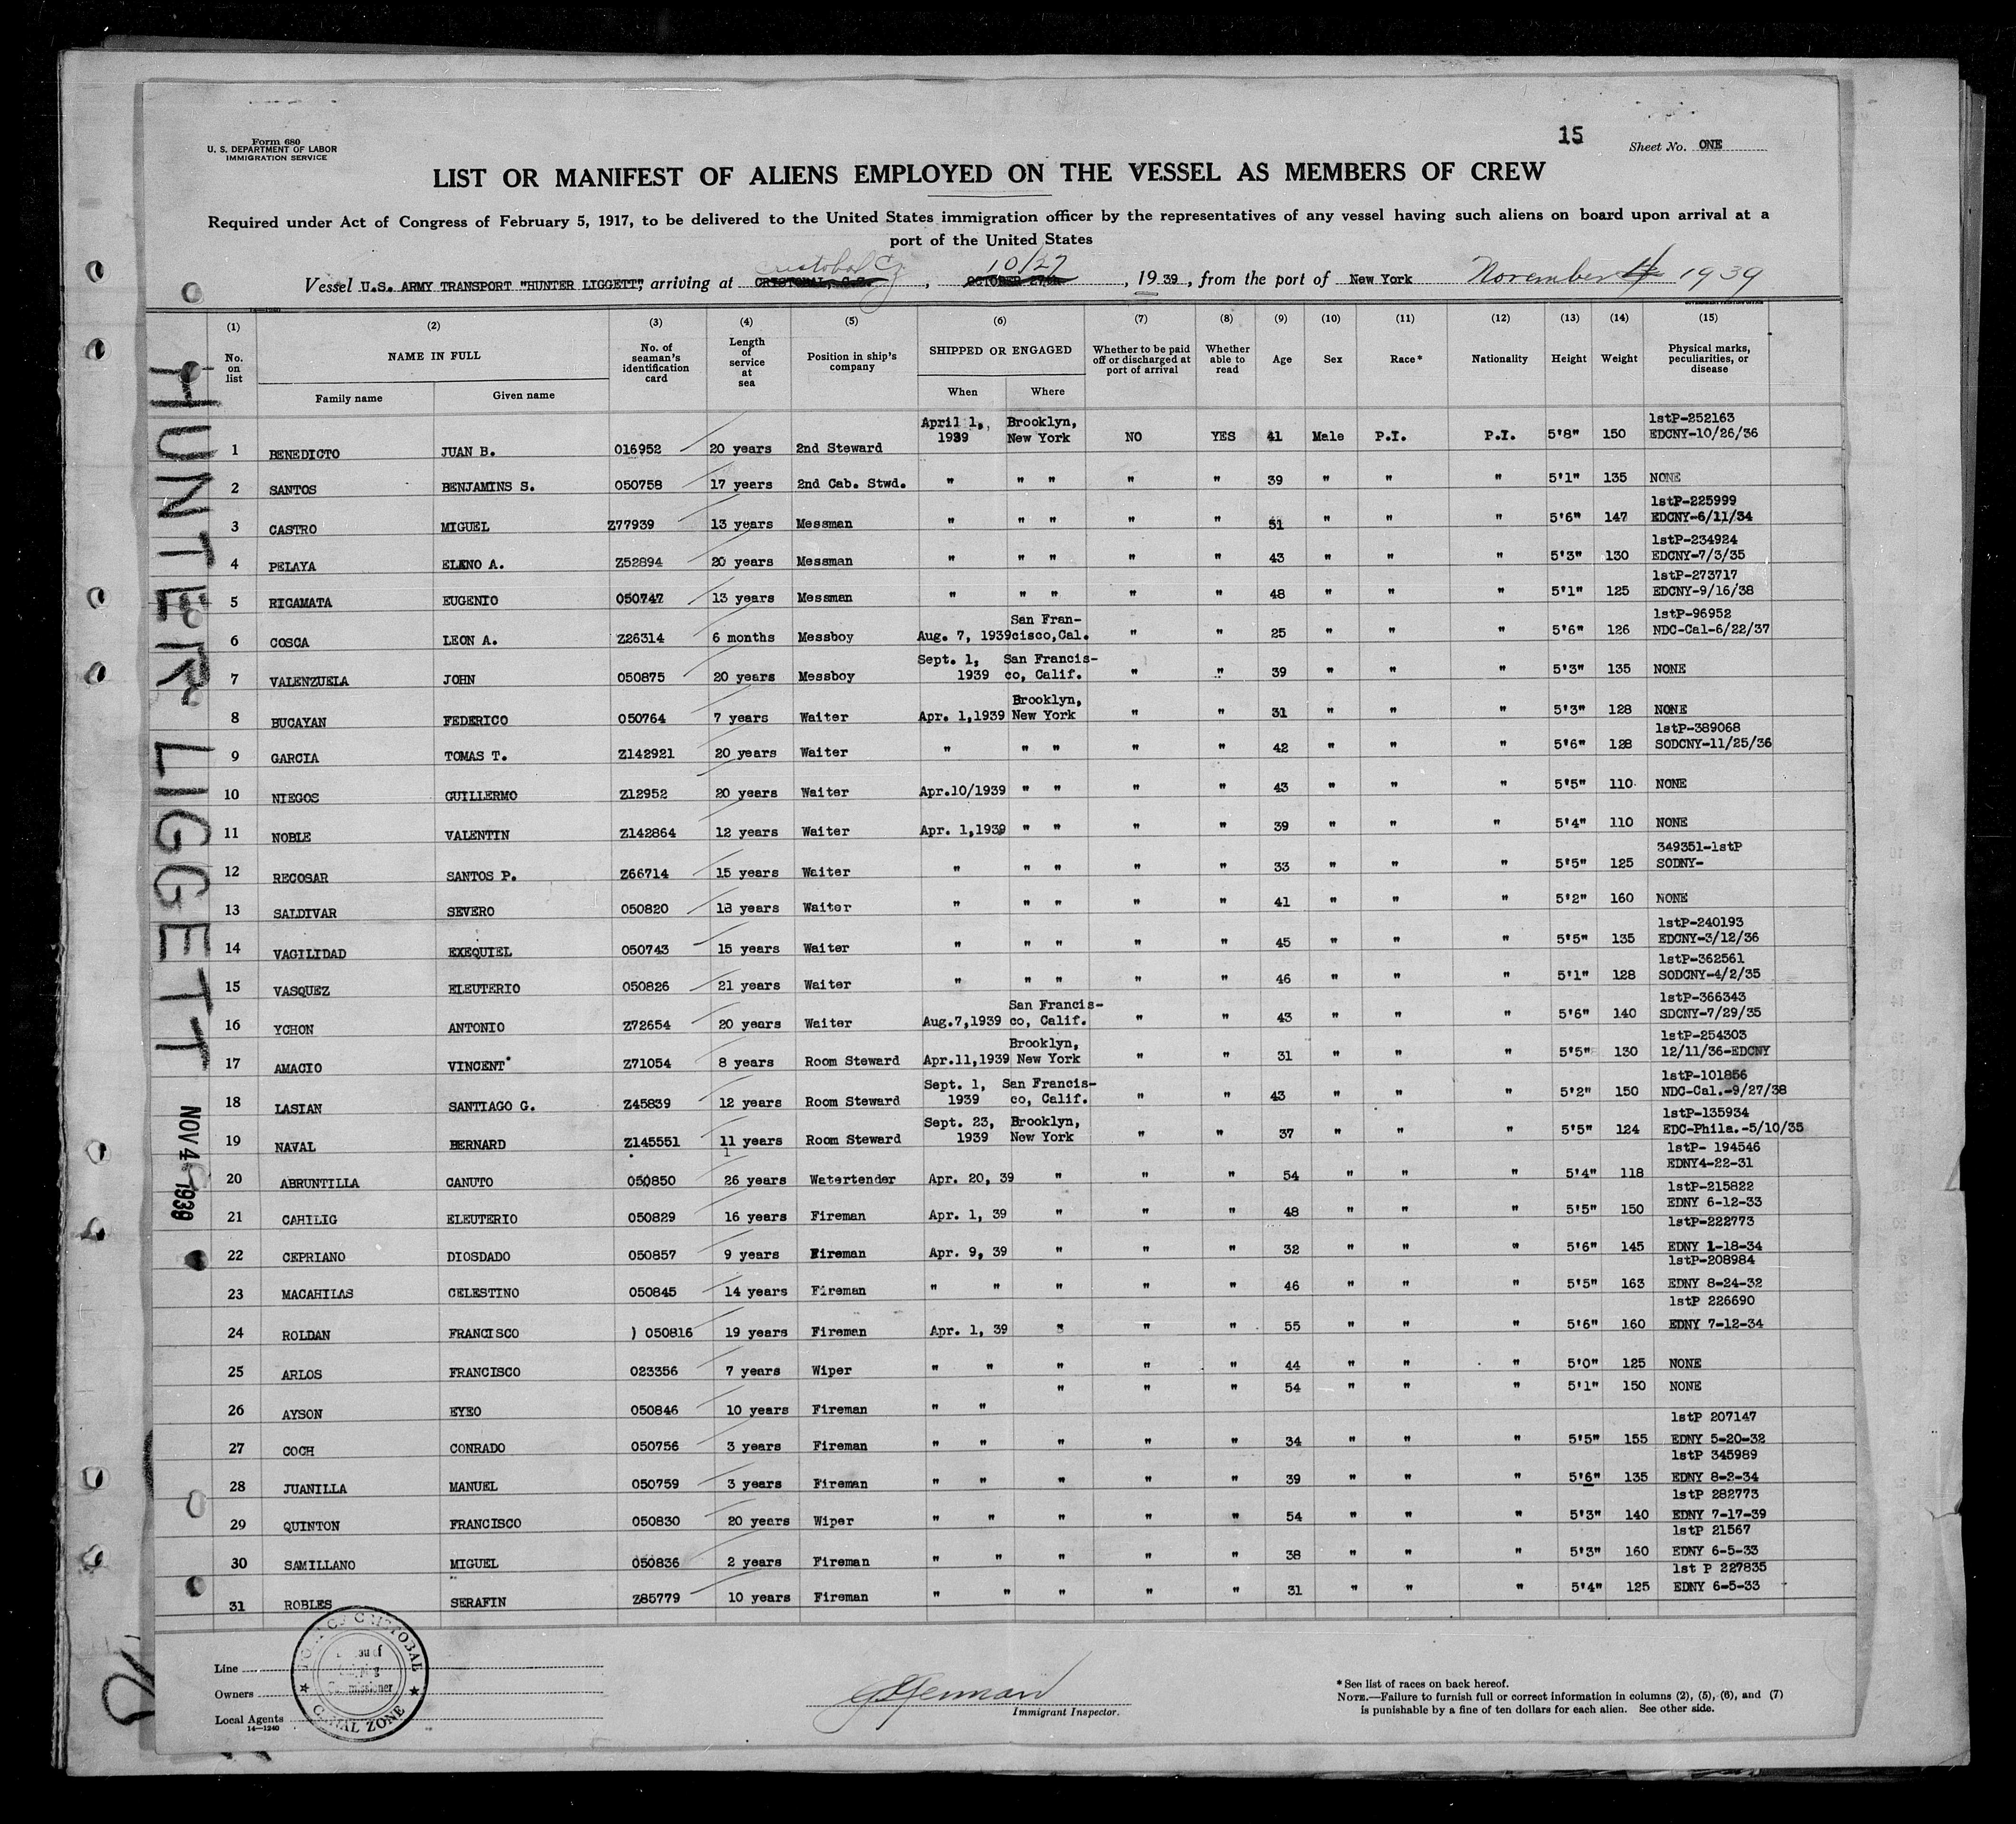 Form 680
U. S. DEPARTMENT OF LABOR
IMMIGRATION SERVICE
15
Sheet No. ONE
LIST OR MANIFEST OF ALIENS EMPLOYED ON THE VESSEL AS MEMBERS OF CREW
Required under Act of Congress of February 5, 1917, to be delivered to the United States immigration officer by the representatives of any vessel having such aliens on board upon arrival at a
port of the United States
Cristobal Cz 10/27
Vessel U.S. ARMY TRANSPORT "HUNTER LIGGETT", arriving at CRYSTOBAL, C.Z., OCTOBER 27th, 1939, from the port of New York November 4 1939
(1) (2) (3) (4) (5) (6) (7) (8) (9) (10) (11) (12) (13) (14) (15)
No. on list NAME IN FULL Family name Given name No. of seaman's identification card Length of service at sea Position in ship's company SHIPPED OR ENGAGED When Where Whether to be paid off or discharged at port of arrival Whether able to read Age Sex Race* Nationality Height Weight Physical marks, peculiarities, or disease
1 BENEDICTO JUAN B. 016952 20 years 2nd Steward April 1, 1939 Brooklyn, New York NO YES 41 Male P.I. P.I. 5'8" 150 1stP-252163 EDCNY-10/26/36
2 SANTOS BENJAMINS S. 050758 17 years 2nd Cab. Stwd. " " " " " 39 " " " 5'1" 135 NONE
3 CASTRO MIGUEL Z77939 13 years Messman " " " " " 51 " " " 5'6" 147 1stP-225999 EDCNY-6/11/34
4 PELAYA ELENO A. Z52894 20 years Messman " " " " " 43 " " " 5'3" 130 1stP-234924 EDCNY-7/3/35
5 RICAMATA EUGENIO 050747 13 years Messman " " " " " 48 " " " 5'1" 125 1stP-273717 EDCNY-9/16/38
6 COSCA LEON A. Z26314 6 months Messboy Aug. 7, 1939 San Francisco, Cal. " " 25 " " " 5'6" 126 1stP-96952 NDC-Cal-6/22/37
7 VALENZUELA JOHN 050875 20 years Messboy Sept. 1, 1939 San Francis-co, Calif. " " 39 " " " 5'3" 135 NONE
8 BUCAYAN FEDERICO 050764 7 years Waiter Apr. 1,1939 Brooklyn, New York " " 31 " " " 5'3" 128 NONE
9 GARCIA TOMAS T. Z142921 20 years Waiter " " " " " 42 " " " 5'6" 128 1stP-389068 SODCNY-11/25/36
10 NIEGOS GUILLERMO Z12952 20 years Waiter Apr.10/1939 " " " " 43 " " " 5'5" 110 NONE
11 NOBLE VALENTIN Z142864 12 years Waiter Apr. 1,1939 " " " " 39 " " " 5'4" 110 NONE
12 RECOSAR SANTOS P. Z66714 15 years Waiter " " " " " 33 " " " 5'5" 125 349351-1stP SODNY-
13 SALDIVAR SEVERO 050820 18 years Waiter " " " " " 41 " " " 5'2" 160 NONE
14 VAGILIDAD EXEQUIEL 050743 15 years Waiter " " " " " 45 " " " 5'5" 135 1stP-240193 EDCNY-3/12/36
15 VASQUEZ ELEUTERIO 050826 21 years Waiter " " " " " 46 " " " 5'1" 128 1stP-362561 SODCNY-4/2/35
16 YCHON ANTONIO Z72654 20 years Waiter Aug.7,1939 San Francis-co, Calif. " " 43 " " " 5'6" 140 1stP-366343 SDCNY-7/29/35
17 AMACIO VINCENT Z71054 8 years Room Steward Apr.11,1939 Brooklyn, New York " " 31 " " " 5'5" 130 1stP-254303 12/11/36-EDCNY
18 LASIAN SANTIAGO G. Z45839 12 years Room Steward Sept. 1, 1939 San Francis-co, Calif. " " 43 " " " 5'2" 150 1stP-101856 NDC-Cal.-9/27/38
19 NAVAL BERNARD Z145551 11 years Room Steward Sept. 23, 1939 Brooklyn, New York " " 37 " " " 5'5" 124 1stP-135934 EDC-Phila.-5/10/35
20 ABRUNTILLA CANUTO 050850 26 years Watertender Apr. 20, 39 " " " 54 " " " 5'4" 118 1stP- 194546 EDNY4-22-31
21 CAHILIG ELEUTERIO 050829 16 years Fireman Apr. 1, 39 " " " 48 " " " 5'5" 150 1stP-215822 EDNY 6-12-33
22 CEPRIANO DIOSDADO 050857 9 years Fireman Apr. 9, 39 " " " 32 " " " 5'6" 145 1stP-222773 EDNY 1-18-34
23 MACAHILAS CELESTINO 050845 14 years Fireman " " " " " 46 " " " 5'5" 163 1stP-208984 EDNY 8-24-32
24 ROLDAN FRANCISCO ) 050816 19 years Fireman Apr. 1, 39 " " " 55 " " " 5'6" 160 1stP 226690 EDNY 7-12-34
25 ARLOS FRANCISCO 023356 7 years Wiper " " " " " 44 " " " 5'0" 125 NONE
26 AYSON EYEO 050846 10 years Fireman " " " " " 54 " " " 5'1" 150 NONE
27 COCH CONRADO 050756 3 years Fireman " " " " " 34 " " " 5'5" 155 1stP 207147 EDNY 5-20-32
28 JUANILLA MANUEL 050759 3 years Fireman " " " " " 39 " " " 5'6" 135 1stP 345989 EDNY 8-2-34
29 QUINTON FRANCISCO 050830 20 years Wiper " " " " " 54 " " " 5'3" 140 1stP 282773 EDNY 7-17-39
30 SAMILLANO MIGUEL 050836 2 years Fireman " " " " " 38 " " " 5'3" 160 1stP 21567 EDNY 6-5-33
31 ROBLES SERAFIN Z85779 10 years Fireman " " " " " 31 " " " 5'4" 125 1st P 227835 EDNY 6-5-33
HUNTER LIGGETT
NOV 4 1939
Line
Owners
Local Agents
14—1240
CRISTOBAL
Commissioner
CANAL ZONE
Immigrant Inspector.
* See list of races on back hereof.
NOTE.—Failure to furnish full or correct information in columns (2), (5), (6), and (7)
is punishable by a fine of ten dollars for each alien. See other side.